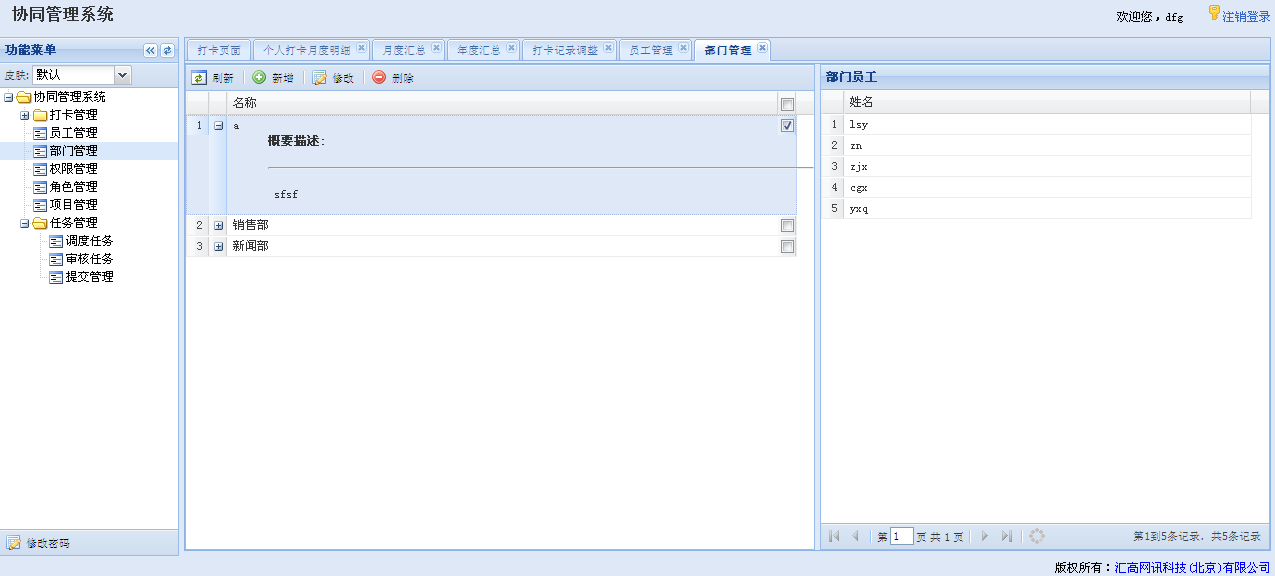 协同管理系统
欢迎您，dfg 注销登录
功能菜单
皮肤: 默认
协同管理系统
打卡类
员工管理
部门管理
权限管理
角色管理
项目管理
任务管理
调度任务
审核任务
提交管理
修改密码
打卡页面 个人打卡月度明细 月度汇总 年度汇总 打卡记录调整 员工管理 部门管理
刷新 新增 修改 删除
名称
1 a
概要描述:
sfsf
2 销售部
3 新闻部
部门员工
姓名
1 lsy
2 zn
3 zjx
4 cgx
5 yxq
第 1 页 共 1 页 第1到5条记录，共5条记录
版权所有：汇高网讯科技(北京)有限公司